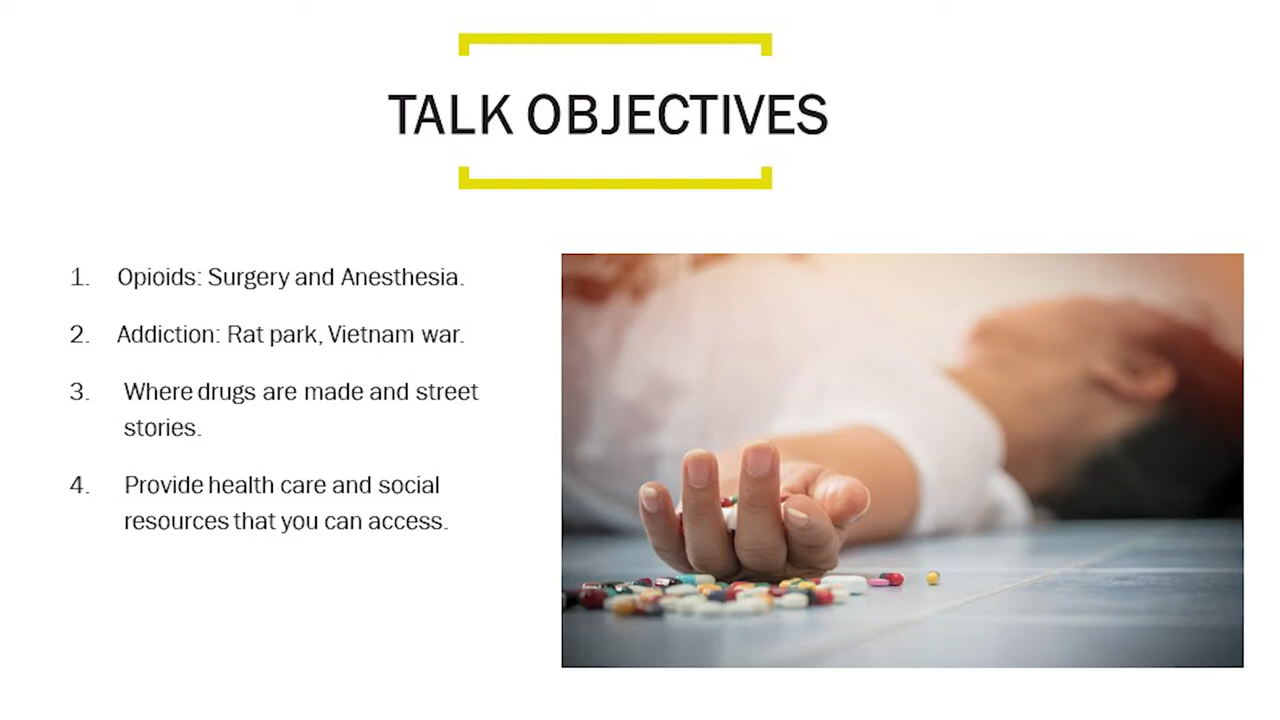 TALK OBJECTIVES
1. Opioids: Surgery and Anesthesia.
2. Addiction: Rat park, Vietnam war.
3. Where drugs are made and street
stories.
4. Provide health care and social
resources that you can access.